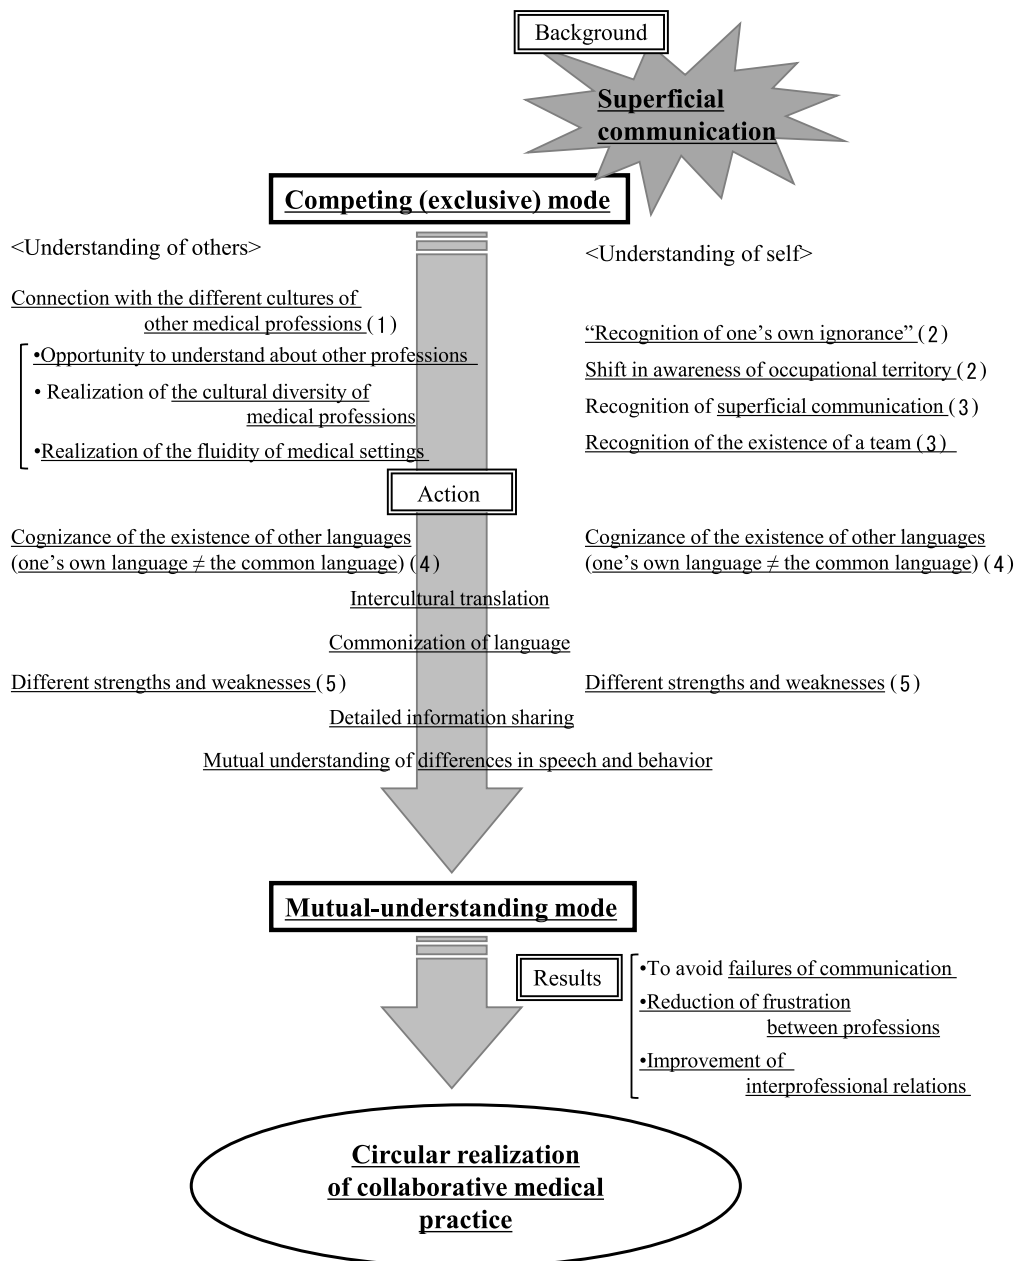 Background
Superficial
communication
Competing (exclusive) mode
<Understanding of others>
<Understanding of self>
Connection with the different cultures of
other medical professions (1)
•Opportunity to understand about other professions
• Realization of the cultural diversity of
medical professions
•Realization of the fluidity of medical settings
“Recognition of one’s own ignorance” (2)
Shift in awareness of occupational territory (2)
Recognition of superficial communication (3)
Recognition of the existence of a team (3)
Action
Cognizance of the existence of other languages
(one’s own language ≠ the common language) (4)
Cognizance of the existence of other languages
(one’s own language ≠ the common language) (4)
Intercultural translation
Commonization of language
Different strengths and weaknesses (5)
Different strengths and weaknesses (5)
Detailed information sharing
Mutual understanding of differences in speech and behavior
Mutual-understanding mode
Results
•To avoid failures of communication
•Reduction of frustration
between professions
•Improvement of
interprofessional relations
Circular realization
of collaborative medical
practice